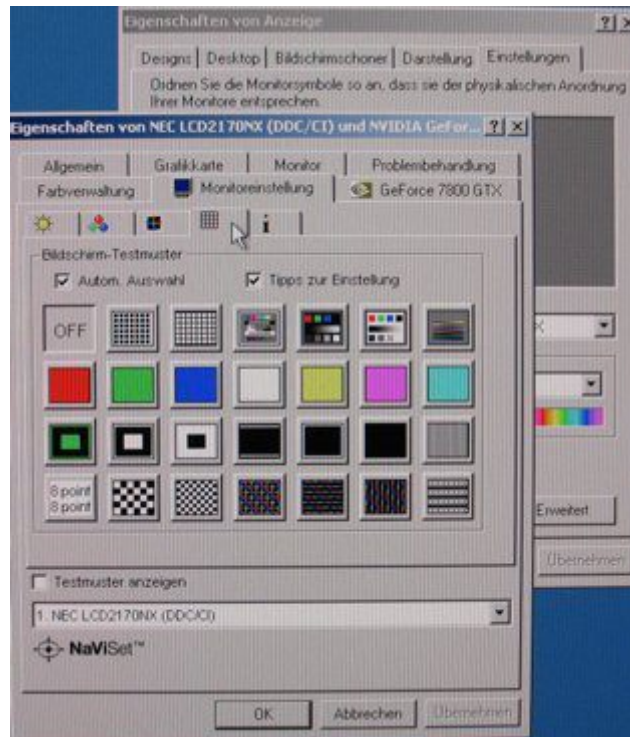 Eigenschaften von Anzeige
Designs Desktop Bildschirmschoner Darstellung Einstellungen
Ordnen Sie die Monitorsymbole so an, dass sie der physikalischen Anordnung
Ihrer Monitore entsprechen.
Eigenschaften von NEC LCD2170NX (DDC/CI) und NVIDIA GeFor...
Allgemein Grafikkarte Monitor Problembehandlung
Farbverwaltung Monitoreinstellung GeForce 7800 GTX
i
Bildschirm-Testmuster
Autom. Auswahl Tipps zur Einstellung
OFF
8 point
8 point
Erweitert
Übernehmen
Testmuster anzeigen
1. NEC LCD2170NX (DDC/CI)
NaViSet™
OK Abbrechen Übernehmen